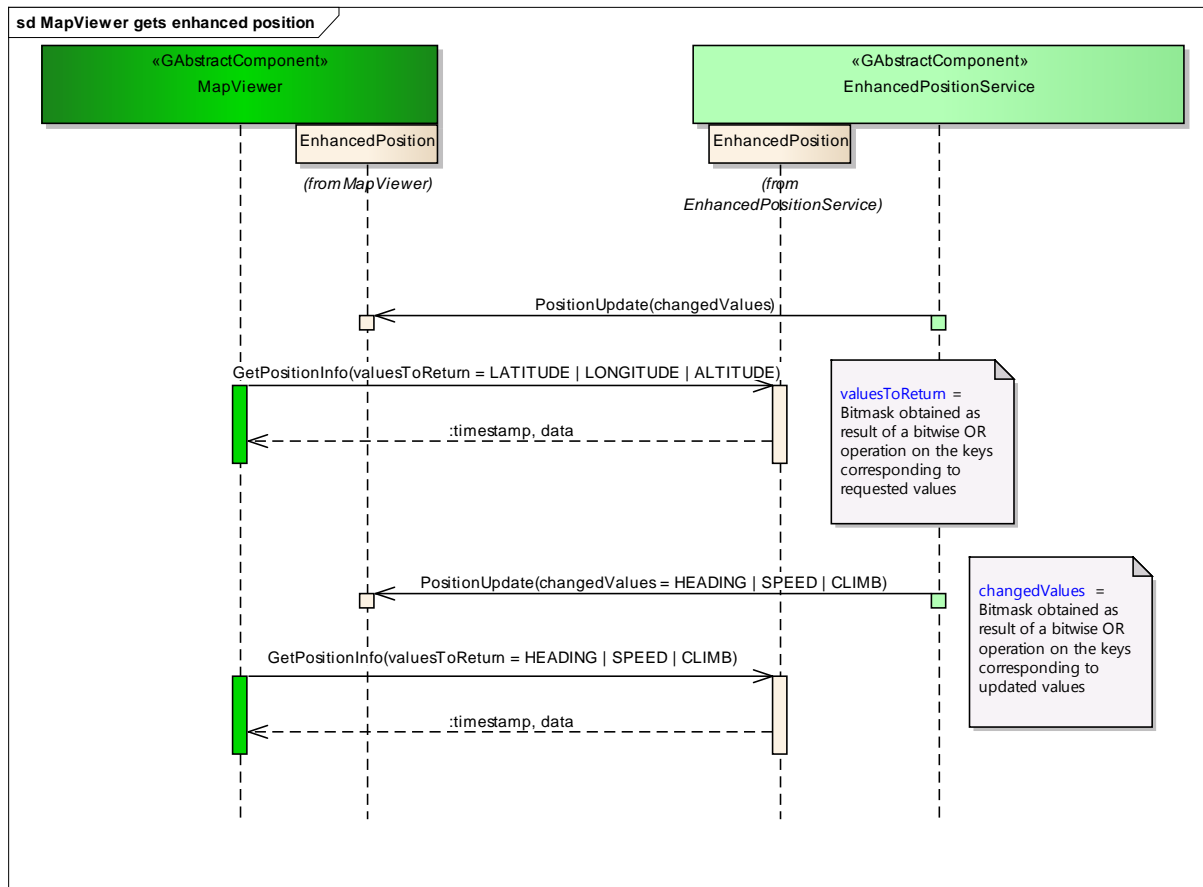 sd MapViewer gets enhanced position
«GAbstractComponent»
MapViewer
«GAbstractComponent»
EnhancedPositionService
EnhancedPosition
(from MapViewer)
EnhancedPosition
(from
EnhancedPositionService)
PositionUpdate(changedValues)
GetPositionInfo(valuesToReturn = LATITUDE | LONGITUDE | ALTITUDE)
valuesToReturn =
Bitmask obtained as
result of a bitwise OR
operation on the keys
corresponding to
requested values
:timestamp, data
PositionUpdate(changedValues = HEADING | SPEED | CLIMB)
changedValues =
Bitmask obtained as
result of a bitwise OR
operation on the keys
corresponding to
updated values
GetPositionInfo(valuesToReturn = HEADING | SPEED | CLIMB)
:timestamp, data